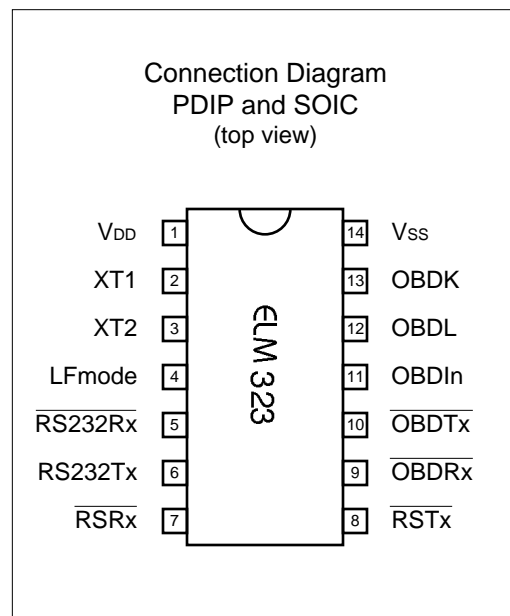 Connection Diagram
PDIP and SOIC
(top view)
VDD 1 14 VSS
XT1 2 13 OBDK
XT2 3 12 OBDL
LFmode 4 11 OBDIn
RS232Rx 5 10 OBDTx
RS232Tx 6 9 OBDRx
RSRx 7 8 RSTx
ELM 323